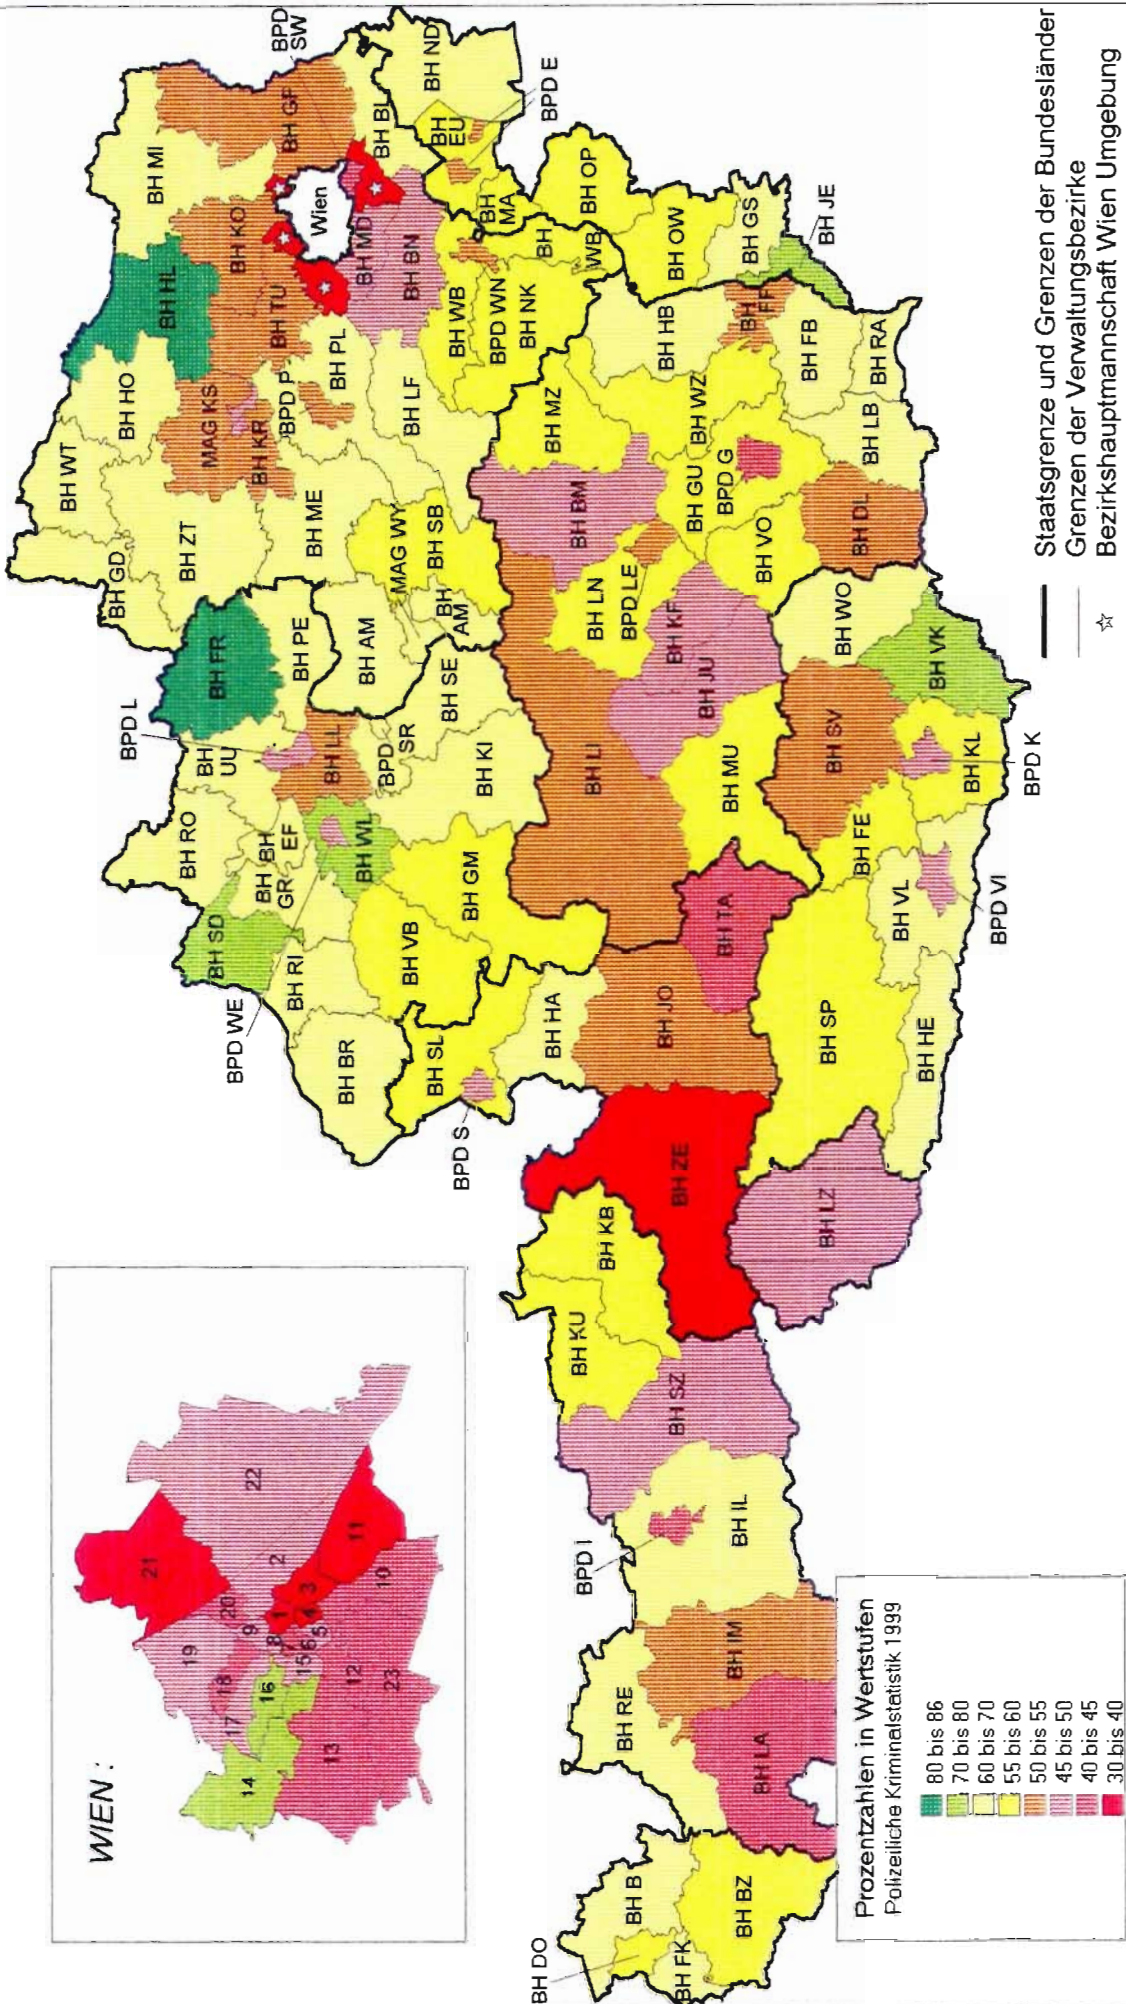 WIEN :
21
22
19
20
2
9
18
17
16
14
1
8
3
11
4
7
5
6
15
10
12
13
23
BPD SW
BH ND
BH MI
BH GF
BH BL
BH EU
BPD E
BH HL
BH KO
Wien
BH MD
BH MA
BH OP
BH WT
BH HO
BH TU
BH BN
BH
WB
BH OW
BH GS
BH JE
BH GD
BH ZT
MAG KS
BH KR
BPD P
BH PL
BH LF
BH WB
BPD WN
BH NK
BH HB
BH FF
BH FB
BH RA
BH ME
BH MZ
BH WZ
BH LB
BPD L
BH FR
BH PE
BH AM
MAG WY
BH SB
BH AM
BH BM
BH GU
BPD G
BH VO
BH DL
BH UU
BH LL
BPD SR
BH SE
BH LN
BPD LE
BH KF
BH JU
BH WO
BH VK
BH RO
BH EF
BH GR
BH WL
BH KI
BH LI
BH MU
BH SV
BH KL
BPD K
BH SD
BH RI
BPD WE
BH VB
BH GM
BH TA
BH FE
BH VL
BPD VI
BH BR
BH SL
BH HA
BH JO
BH SP
BH HE
BPD S
BH ZE
BH LZ
BH KB
BH KU
BH SZ
BPD I
BH IL
BH IM
BH RE
BH LA
BH DO
BH B
BH FK
BH BZ
Prozentzahlen in Wertstufen
Polizeiliche Kriminalstatistik 1999
80 bis 86
70 bis 80
60 bis 70
55 bis 60
50 bis 55
45 bis 50
40 bis 45
30 bis 40
Staatsgrenze und Grenzen der Bundesländer
Grenzen der Verwaltungsbezirke
Bezirkshauptmannschaft Wien Umgebung